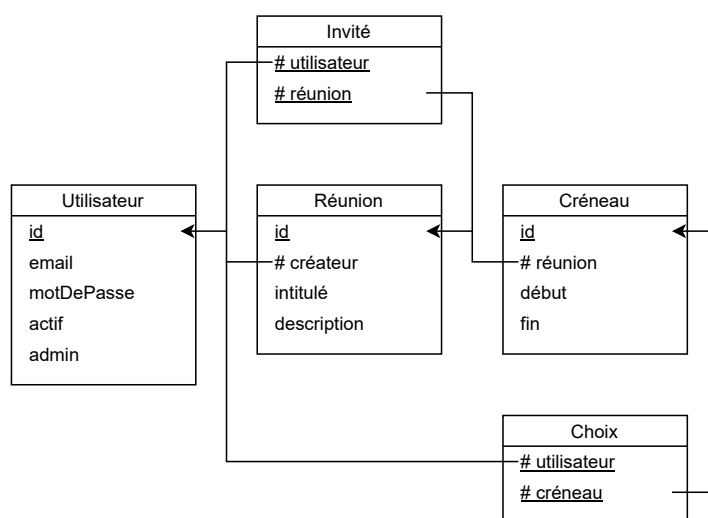 Invité
# utilisateur
# réunion
Utilisateur
id
email
motDePasse
actif
admin
Réunion
id
# créateur
intitulé
description
Créneau
id
# réunion
début
fin
Choix
# utilisateur
# créneau